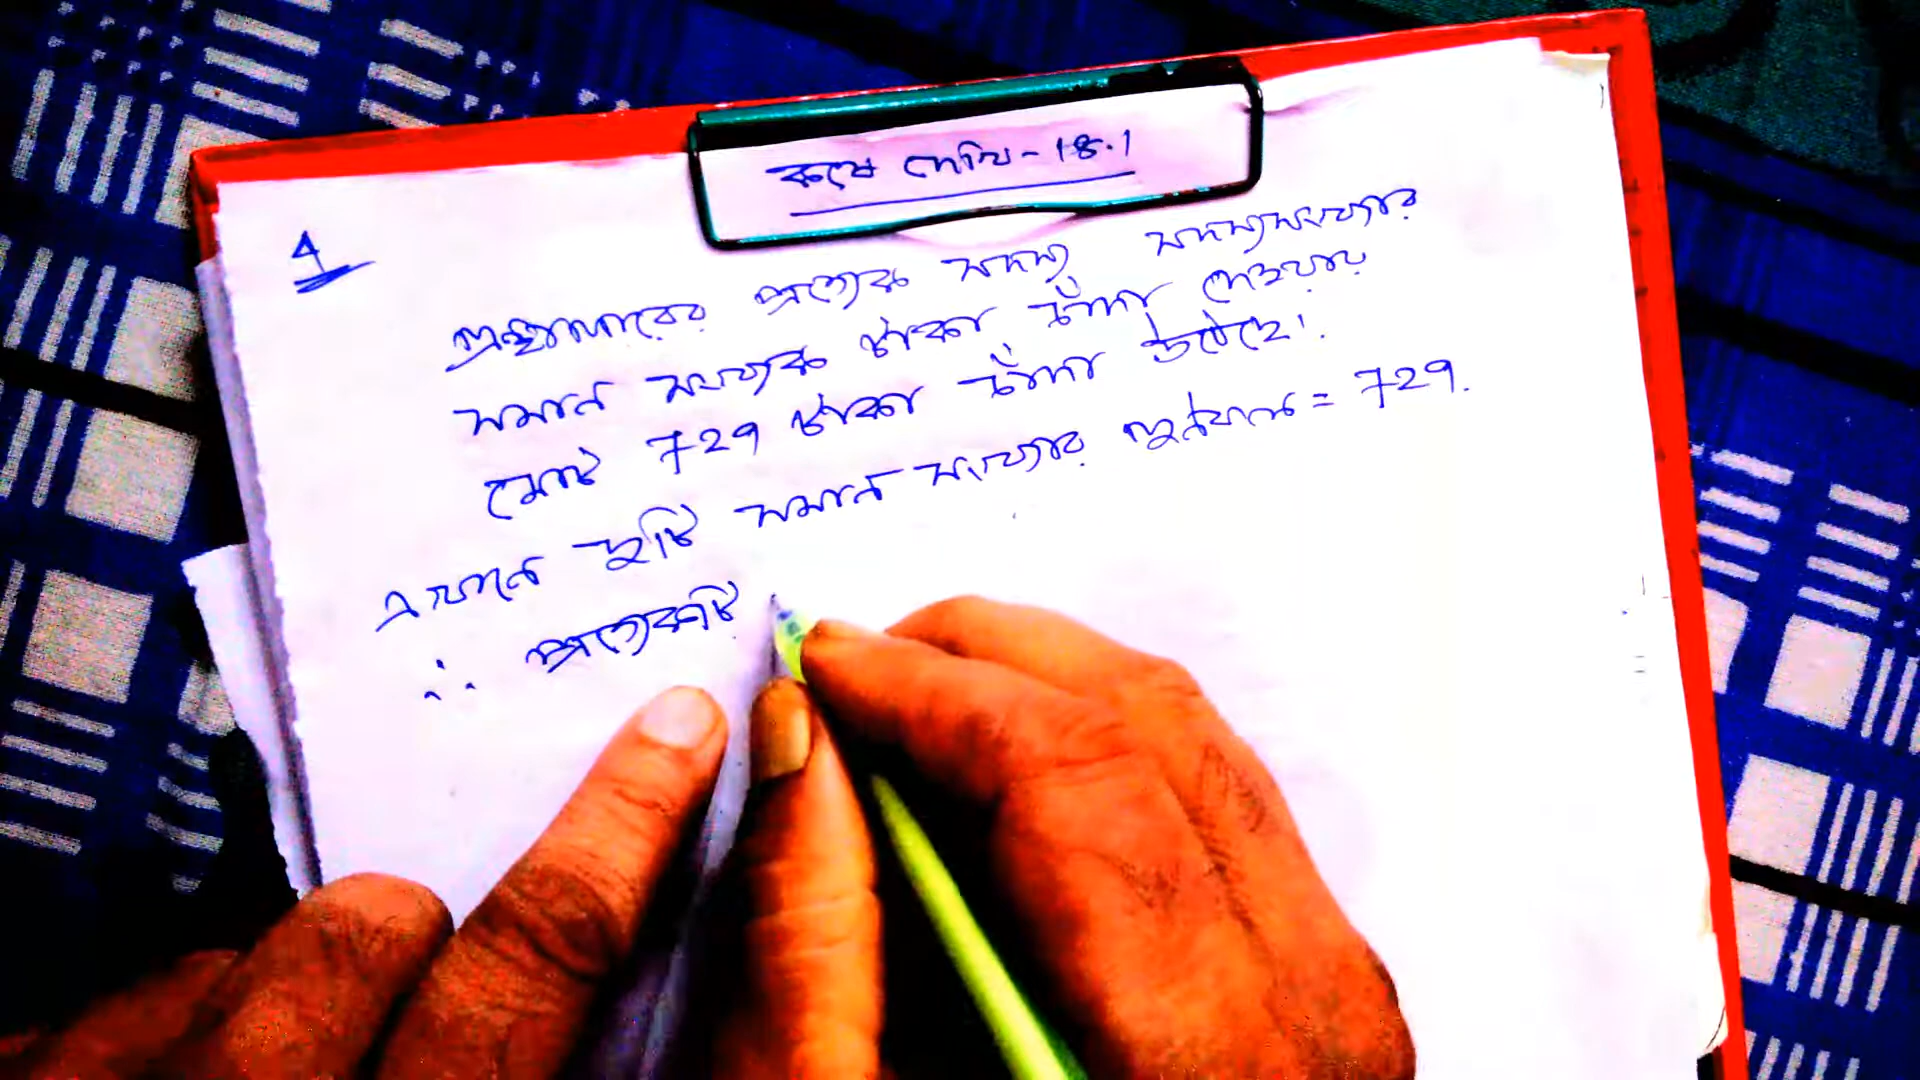 কষে দেখি - 18.1
4
গ্রন্থাগারের প্রত্যেক সদস্য সদস্যসংখ্যার
সমান সংখ্যক টাকা চাঁদা দেওয়ায়
মোট 729 টাকা চাঁদা উঠেছে।
এখানে দুটি সমান সংখ্যার গুণফল = 729.
∴ প্রত্যেকটি